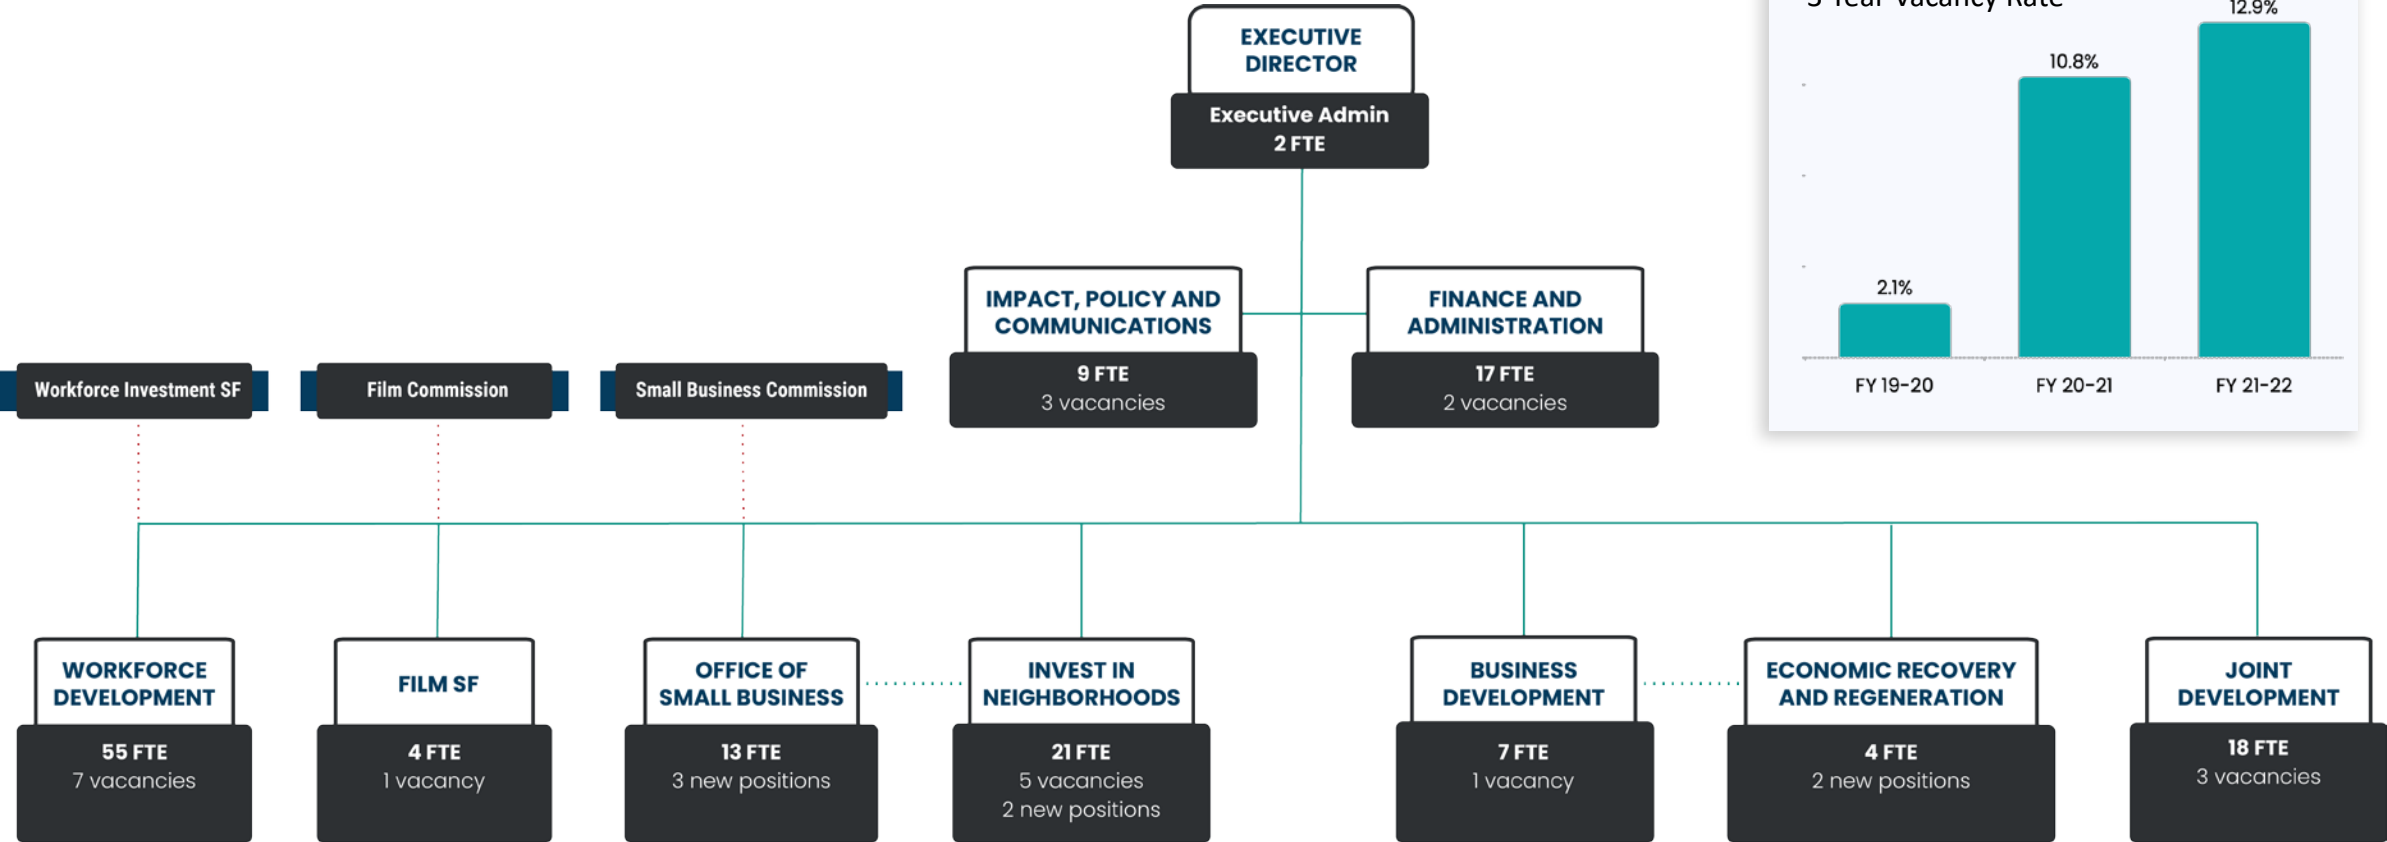 EXECUTIVE
DIRECTOR
Executive Admin
2 FTE
3-Year Vacancy Rate
12.9%
10.8%
2.1%
FY 19-20
FY 20-21
FY 21-22
IMPACT, POLICY AND
COMMUNICATIONS
9 FTE
3 vacancies
FINANCE AND
ADMINISTRATION
17 FTE
2 vacancies
Workforce Investment SF
Film Commission
Small Business Commission
WORKFORCE
DEVELOPMENT
55 FTE
7 vacancies
FILM SF
4 FTE
1 vacancy
OFFICE OF
SMALL BUSINESS
13 FTE
3 new positions
INVEST IN
NEIGHBORHOODS
21 FTE
5 vacancies
2 new positions
BUSINESS
DEVELOPMENT
7 FTE
1 vacancy
ECONOMIC RECOVERY
AND REGENERATION
4 FTE
2 new positions
JOINT
DEVELOPMENT
18 FTE
3 vacancies